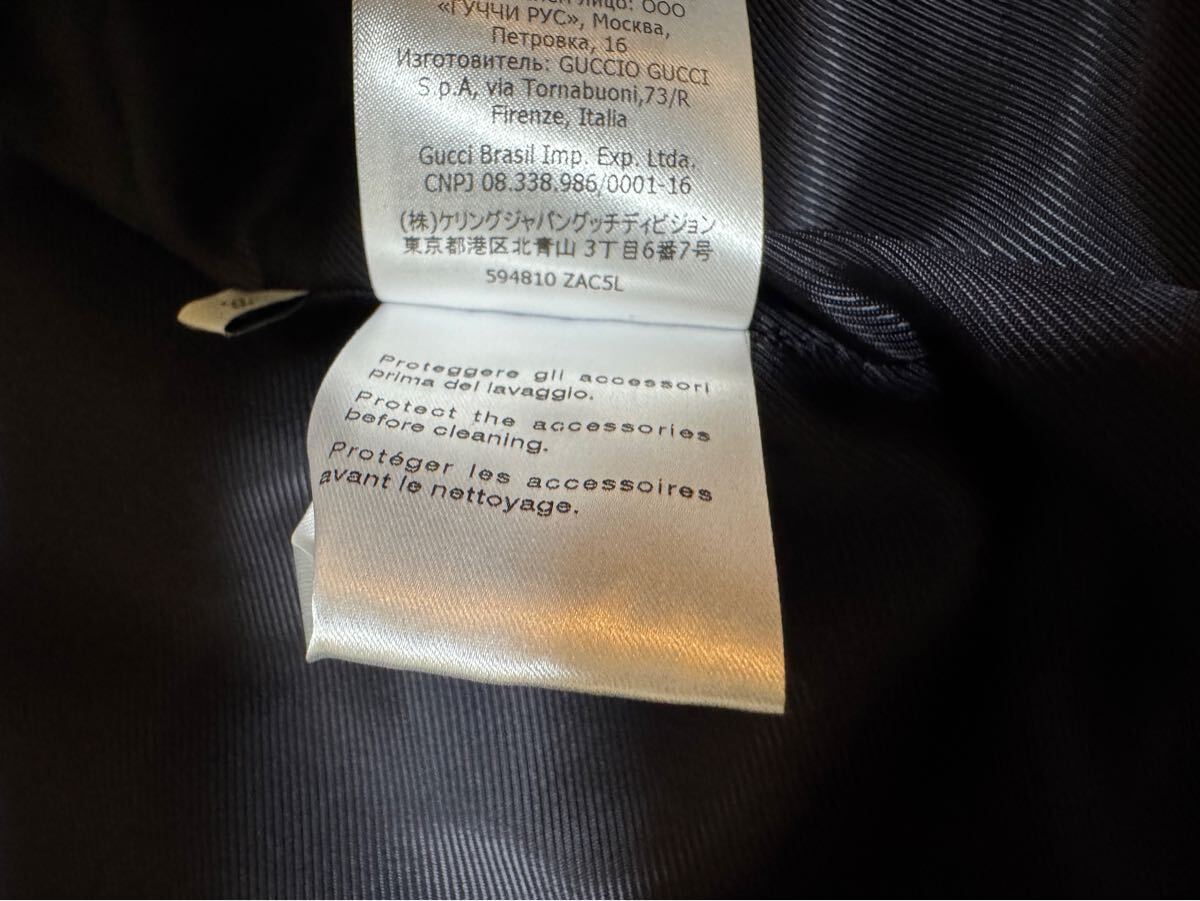 лицо: ООО
«ГУЧЧИ РУС», Москва,
Петровка, 16
Изготовитель: GUCCIO GUCCI
S p.A, via Tornabuoni,73/R
Firenze, Italia
Gucci Brasil Imp. Exp. Ltda.
CNPJ 08.338.986/0001-16
(株)ケリングジャパングッチディビジョン
東京都港区北青山 3丁目6番7号
594810 ZAC5L
Proteggere gli accessori
prima del lavaggio.
Protect the accessories
before cleaning.
Protéger les accessoires
avant le nettoyage.